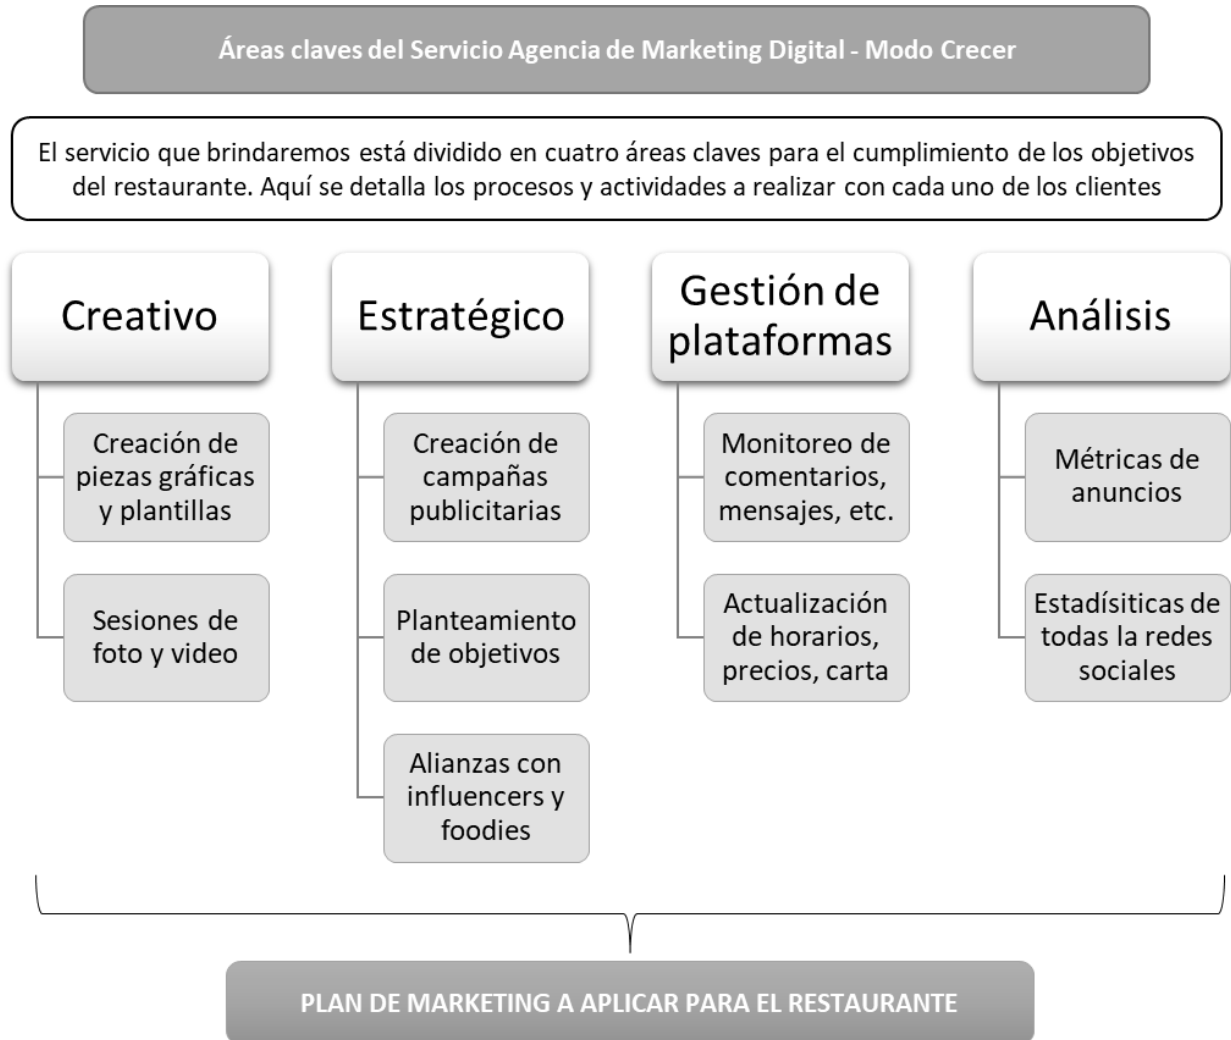 Áreas claves del Servicio Agencia de Marketing Digital - Modo Crecer
El servicio que brindaremos está dividido en cuatro áreas claves para el cumplimiento de los objetivos
del restaurante. Aquí se detalla los procesos y actividades a realizar con cada uno de los clientes
Creativo
Creación de
piezas gráficas
y plantillas
Sesiones de
foto y video
Estratégico
Creación de
campañas
publicitarias
Planteamiento
de objetivos
Alianzas con
influencers y
foodies
Gestión de
plataformas
Monitoreo de
comentarios,
mensajes, etc.
Actualización
de horarios,
precios, carta
Análisis
Métricas de
anuncios
Estadísiticas de
todas la redes
sociales
PLAN DE MARKETING A APLICAR PARA EL RESTAURANTE